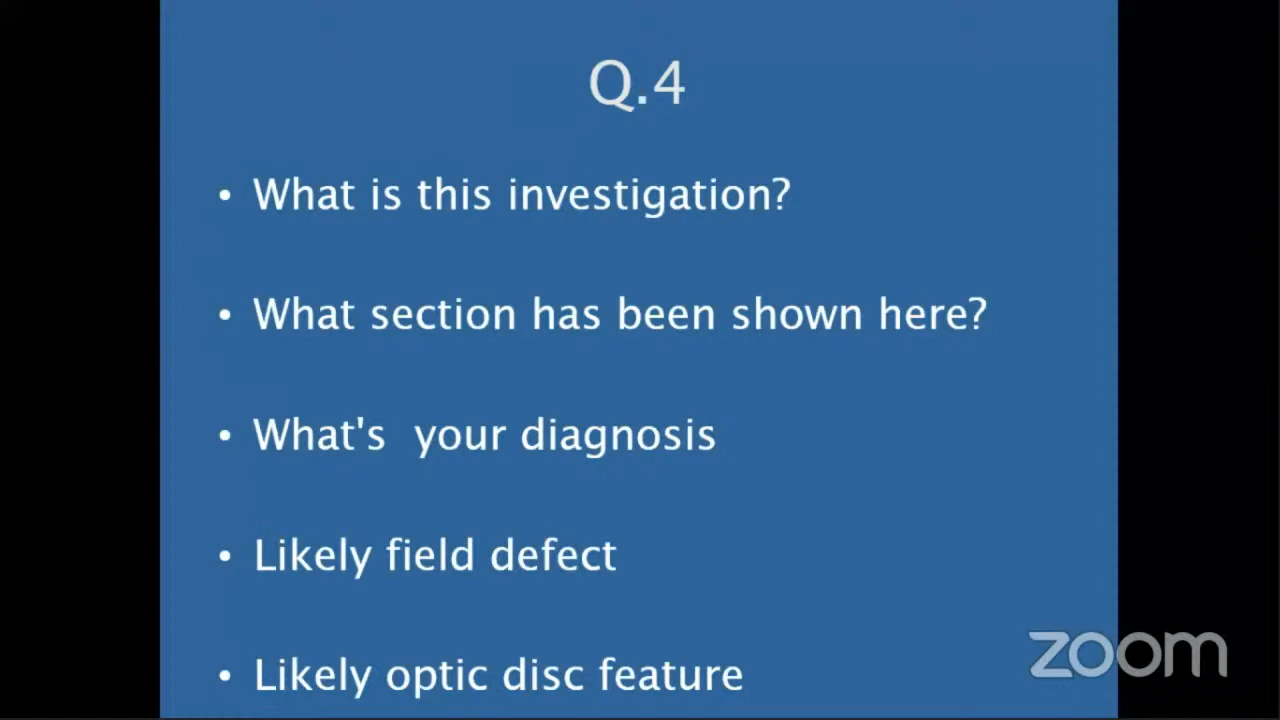 Q.4
• What is this investigation?
• What section has been shown here?
• What's  your diagnosis
• Likely field defect
• Likely optic disc feature
zoom